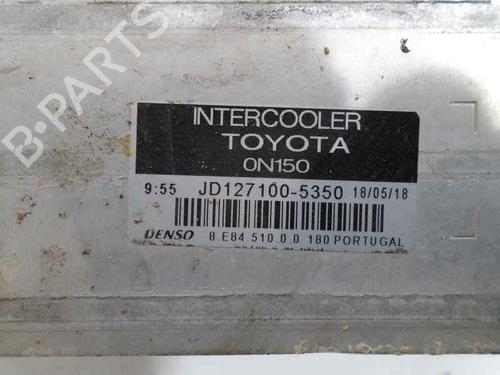 B-PARTS
INTERCOOLER
TOYOTA
0N150
9:55 JD127100-5350 18/05/18
DENSO 8 E84 510.0 0 180 PORTUGAL